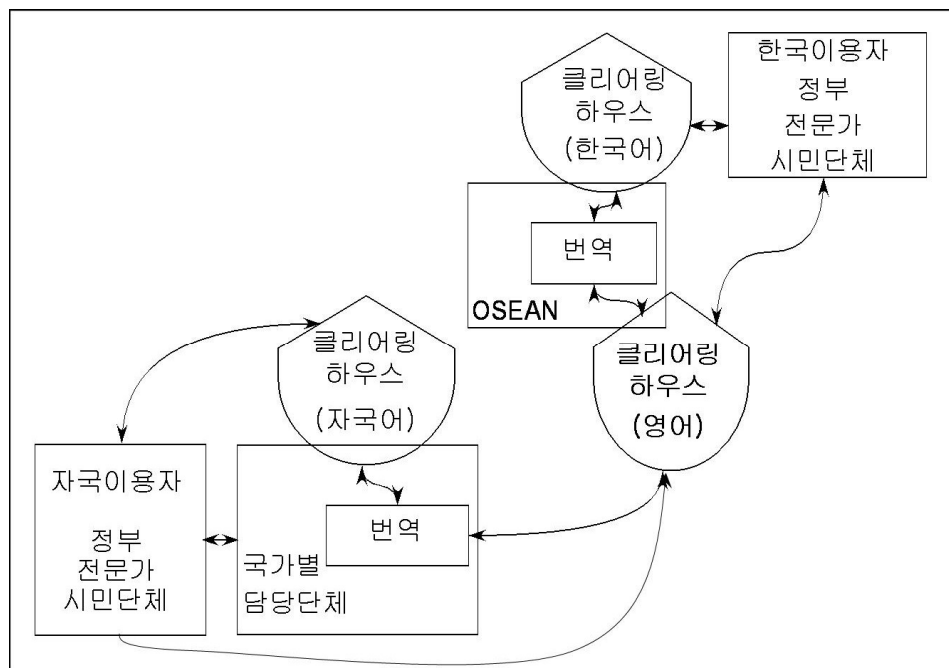 클리어링
하우스
(한국어)
한국이용자
정부
전문가
시민단체
번역
OSEAN
클리어링
하우스
(자국어)
클리어링
하우스
(영어)
자국이용자
정부
전문가
시민단체
번역
국가별
담당단체